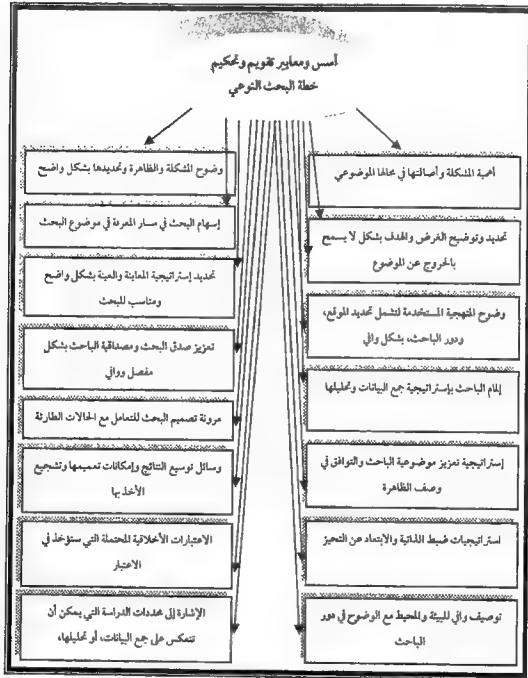 أسس ومعايير تقويم وتحكيم
خطة البحث النوعي
أهمية المشكلة وأصالتها في مجالها الموضوعي
تحديد وتوضيح الغرض والهدف بشكل لا يسمح
بالخروج عن الموضوع
وضوح المنهجية المستخدمة لتشمل تحديد الموقع،
ودور الباحث، بشكل وافي
إلمام الباحث بإستراتيجية جمع البيانات وتحليلها
إستراتيجية تعزيز موضوعية الباحث والتوافق في
وصف الظاهرة
استراتيجيات ضبط الذاتية والابتعاد عن التحيز
توصيف وافي للبيئة والمحيط مع الوضوح في دور
الباحث
وضوح المشكلة والظاهرة وتحديدها بشكل واضح
إسهام البحث في مسار المعرفة في موضوع البحث
تحديد إستراتيجية المعاينة والعينة بشكل واضح
ومناسب للبحث
تعزيز صدق البحث ومصداقية الباحث بشكل
مفصل ووافي
مرونة تصميم البحث للتعامل مع الحالات الطارئة
وسائل توسيع النتائج وإمكانات تعميمها وتشجيع
الأخذ بها
الاعتبارات الأخلاقية المحتملة التي ستؤخذ في
الاعتبار
الإشارة إلى محددات الدراسة التي يمكن أن
تنعكس على جمع البيانات، أو تحليلها،